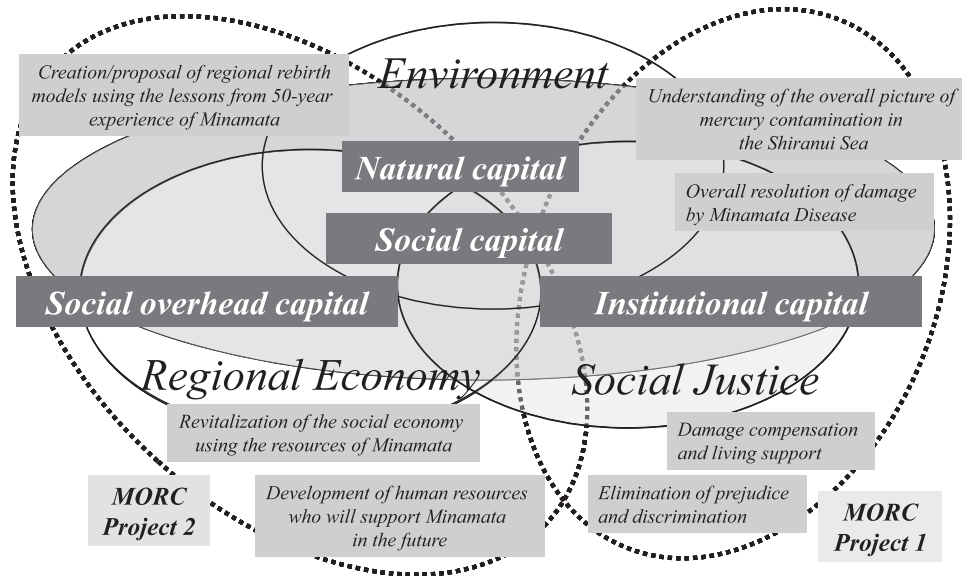 Environment
Creation/proposal of regional rebirth
models using the lessons from 50-year
experience of Minamata
Understanding of the overall picture of
mercury contamination in
the Shiranui Sea
Natural capital
Overall resolution of damage
by Minamata Disease
Social capital
Social overhead capital
Institutional capital
Regional Economy
Social Justice
Revitalization of the social economy
using the resources of Minamata
Damage compensation
and living support
MORC
Project 2
Development of human resources
who will support Minamata
in the future
Elimination of prejudice
and discrimination
MORC
Project 1